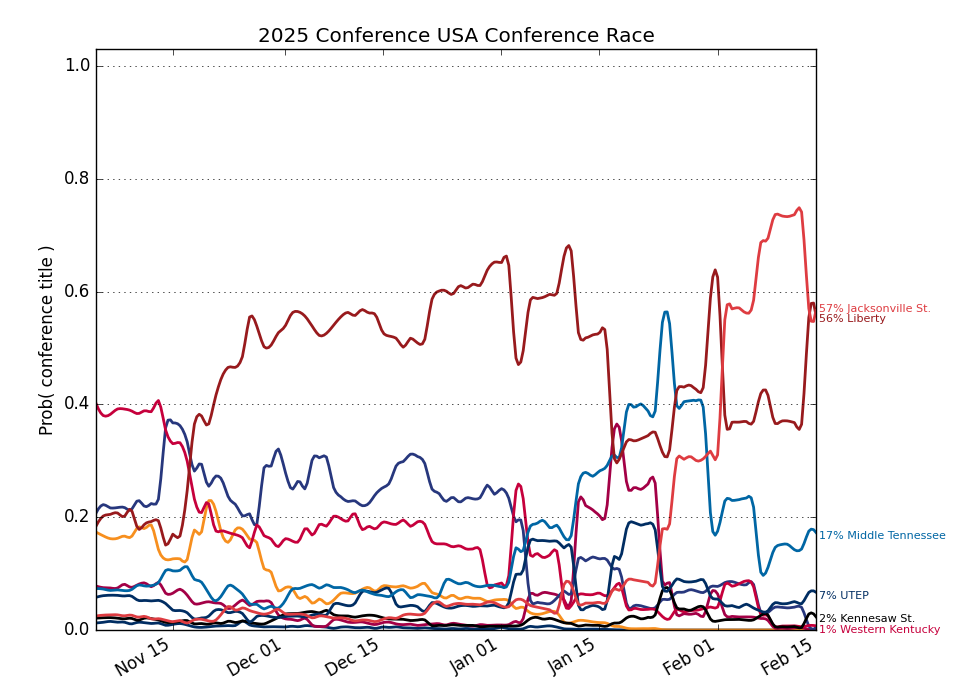 2025 Conference USA Conference Race
Prob( conference title )
1.0
0.8
0.6
0.4
0.2
0.0
57% Jacksonville St.
56% Liberty
17% Middle Tennessee
7% UTEP
2% Kennesaw St.
1% Western Kentucky
Nov 15
Dec 01
Dec 15
Jan 01
Jan 15
Feb 01
Feb 15